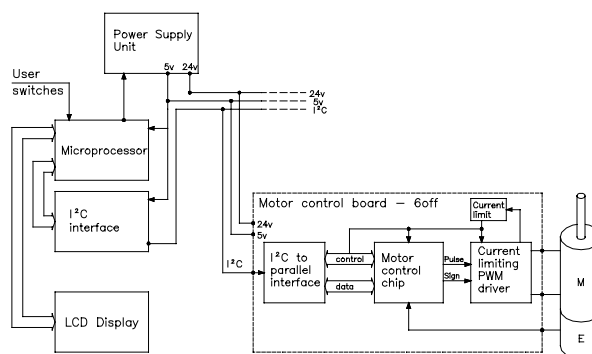 Power Supply
Unit
5v 24v
User
switches
24v
5v
I²C
Microprocessor
I²C
interface
LCD Display
Motor control board – 6off
24v
5v
I²C
I²C to
parallel
interface
control
data
Motor
control
chip
Pulse
Sign
Current
limit
Current
limiting
PWM
driver
M
E